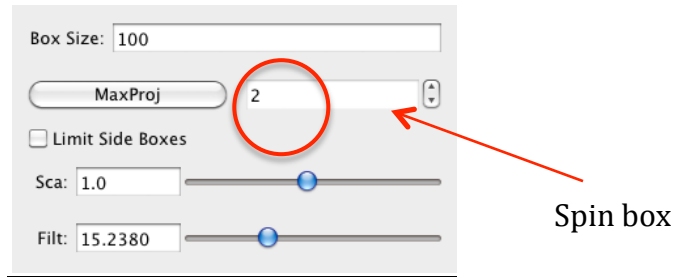 Box Size: 100
MaxProj 2
Limit Side Boxes
Sca: 1.0
Filt: 15.2380
Spin box